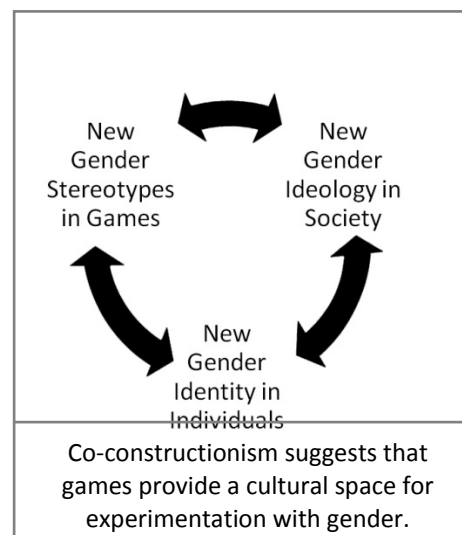 New
Gender
Stereotypes
in Games
New
Gender
Ideology in
Society
New
Gender
Identity in
Individuals
Co-constructionism suggests that
games provide a cultural space for
experimentation with gender.